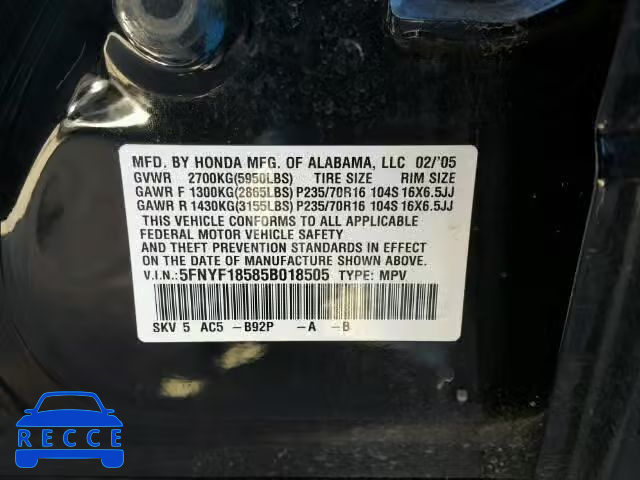 MFD. BY HONDA MFG. OF ALABAMA, LLC 02/'05
GVWR 2700KG(5950LBS) TIRE SIZE RIM SIZE
GAWR F 1300KG(2865LBS) P235/70R16 104S 16X6.5JJ
GAWR R 1430KG(3155LBS) P235/70R16 104S 16X6.5JJ
THIS VEHICLE CONFORMS TO ALL APPLICABLE
FEDERAL MOTOR VEHICLE SAFETY
AND THEFT PREVENTION STANDARDS IN EFFECT
ON THE DATE OF MANUFACTURE SHOWN ABOVE.
V.I.N.: 5FNYF18585B018505 TYPE: MPV
SKV 5 AC5 -B92P -A -B
RECCE